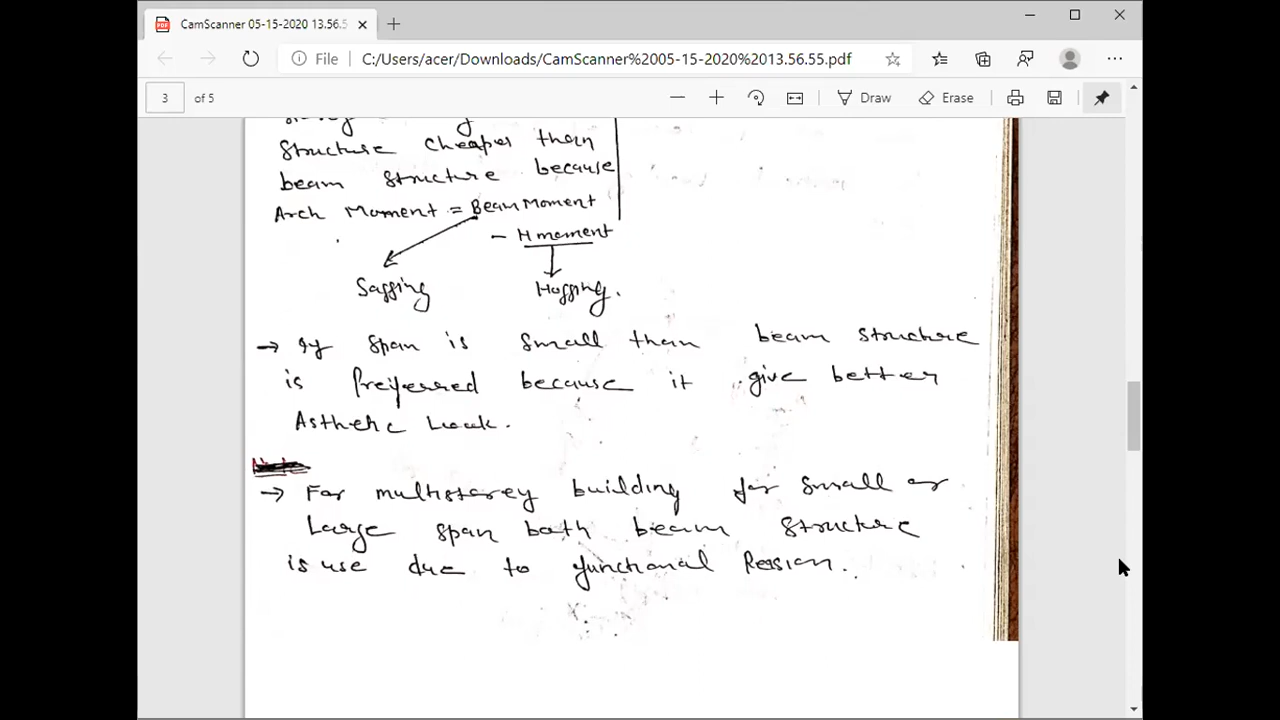 CamScanner 05-15-2020 13.56.5
File C:/Users/acer/Downloads/CamScanner%2005-15-2020%2013.56.55.pdf
3 of 5 Draw Erase
Structure cheaper than
beam structure because
Arch Moment = Beam Moment
- H moment
Sagging Hogging.
→ If span is small than beam structure
is Preferred because it give better
Asthetic Look.
→ For multistorey building for small or
Large span both beam structure
is use due to functional Reasion.